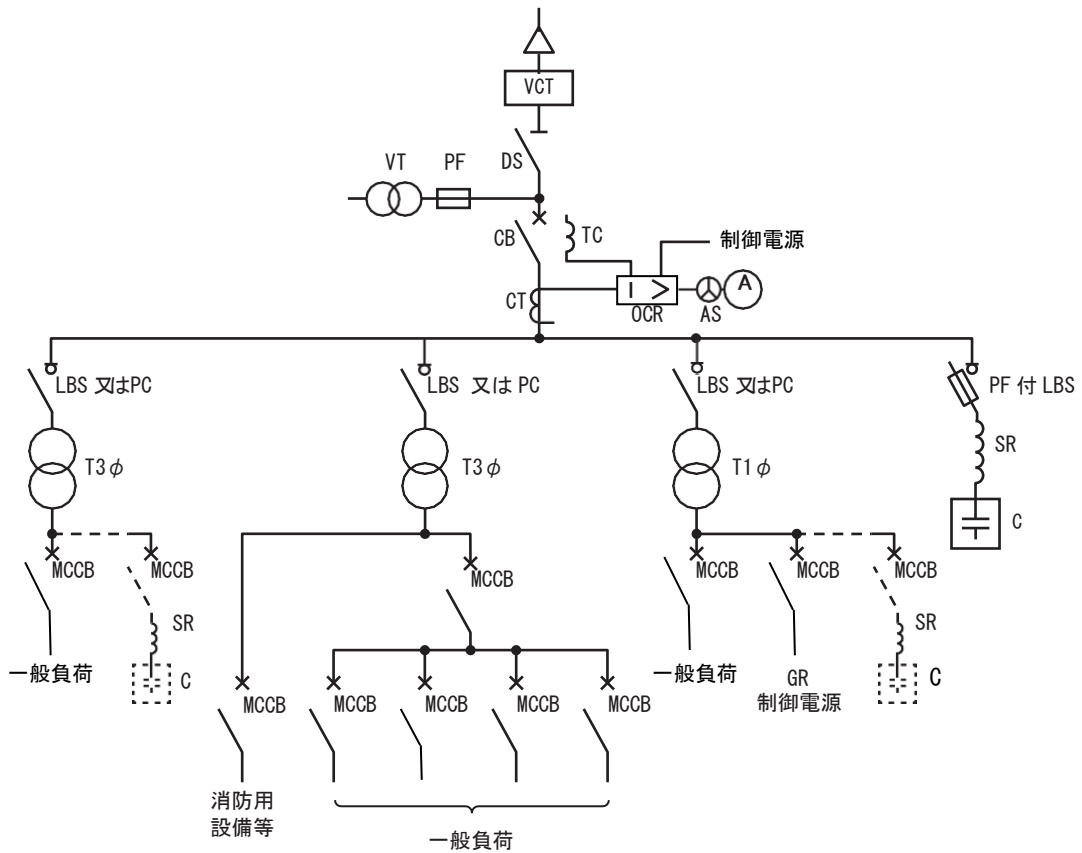 VCT
DS
VT
PF
CB
TC
制御電源
CT
I >
OCR
AS
A
LBS 又はPC
LBS 又は PC
LBS 又はPC
PF 付 LBS
T3φ
T3φ
T1φ
SR
C
MCCB
MCCB
MCCB
MCCB
MCCB
MCCB
SR
SR
一般負荷
C
一般負荷
GR
制御電源
C
MCCB
MCCB
MCCB
MCCB
MCCB
消防用
設備等
一般負荷